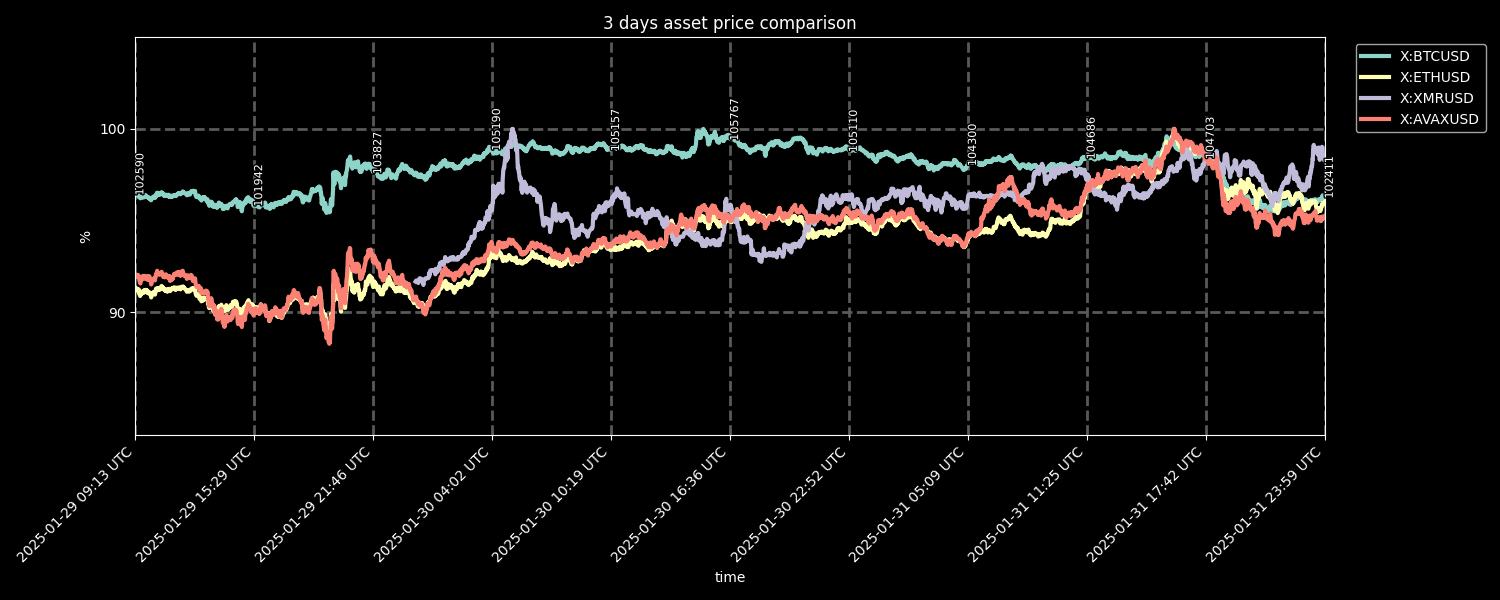 3 days asset price comparison
X:BTCUSD
X:ETHUSD
X:XMRUSD
X:AVAXUSD
100
90
%
102590
101942
103827
105190
105157
105767
105110
104300
104686
104703
102411
2025-01-29 09:13 UTC
2025-01-29 15:29 UTC
2025-01-29 21:46 UTC
2025-01-30 04:02 UTC
2025-01-30 10:19 UTC
2025-01-30 16:36 UTC
2025-01-30 22:52 UTC
2025-01-31 05:09 UTC
2025-01-31 11:25 UTC
2025-01-31 17:42 UTC
2025-01-31 23:59 UTC
time